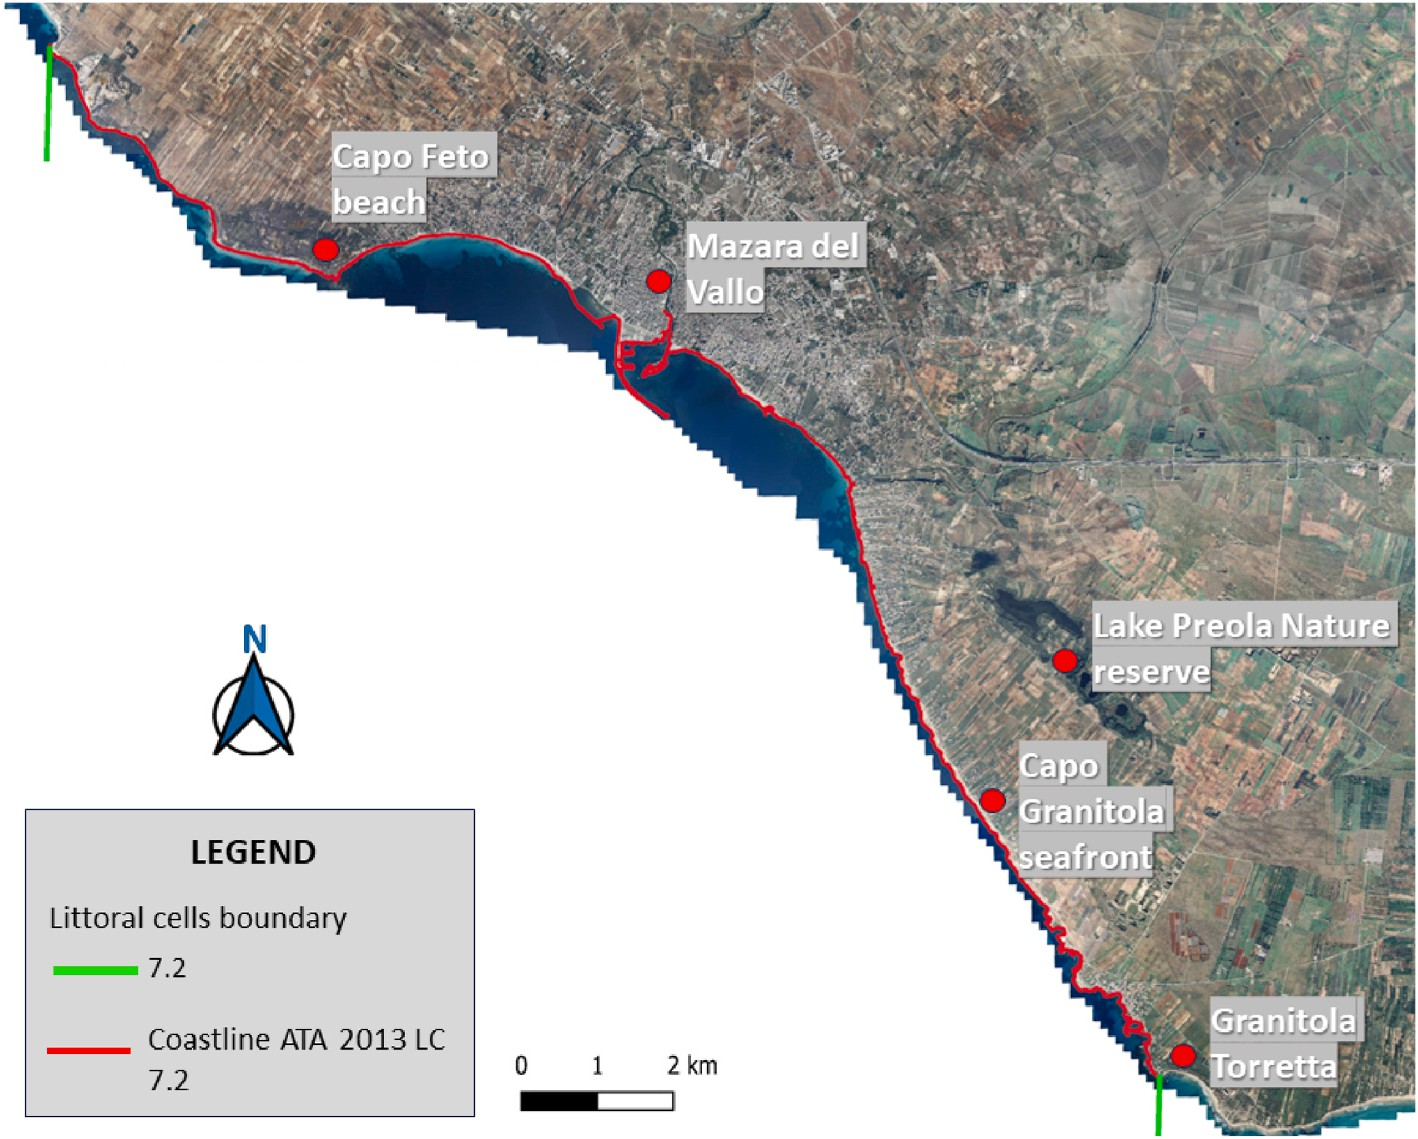 Capo Feto
beach
Mazara del
Vallo
Lake Preola Nature
reserve
Capo
Granitola
seafront
Granitola
Torretta
N
LEGEND
Littoral cells boundary
7.2
Coastline ATA 2013 LC
7.2
0 1 2 km